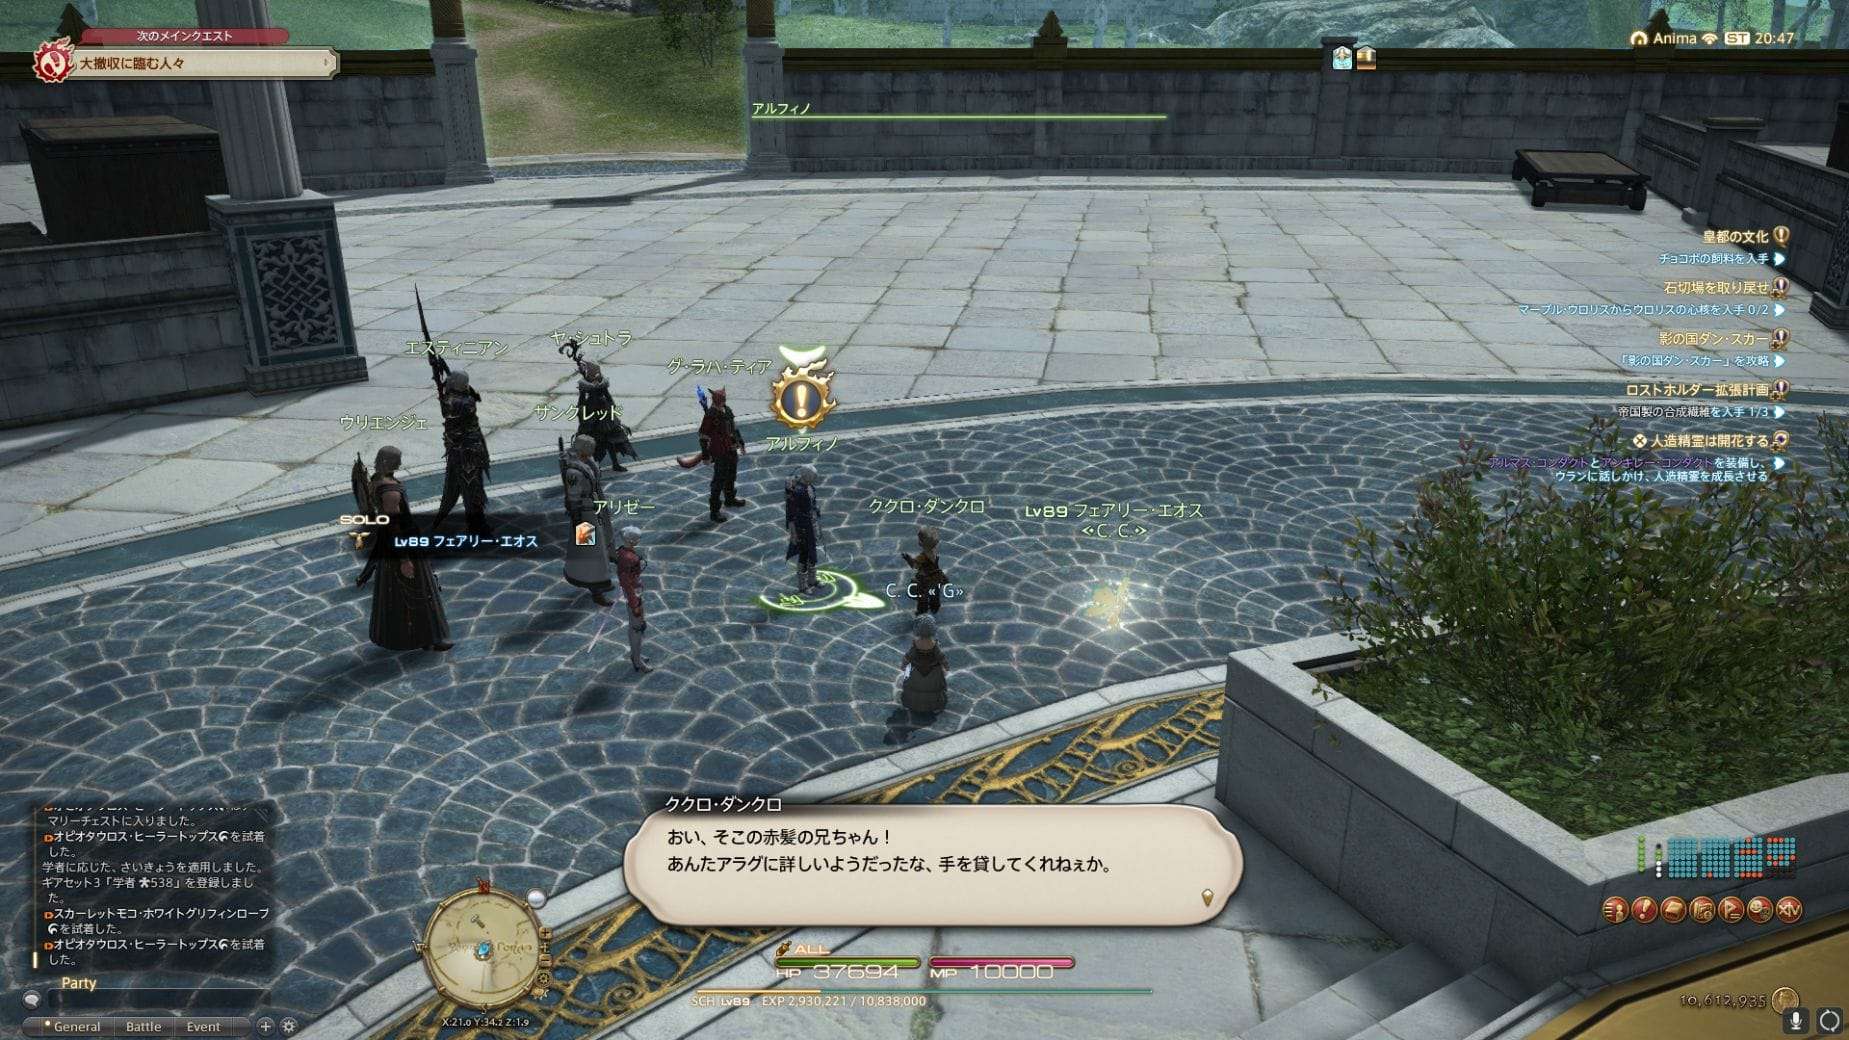 次のメインクエスト
大撤収に臨む人々
Anima ST 20:47
アルフィノ
皇都の文化
チョコボの飼料を入手
石切場を取り戻せ
マーブル・ウロリスからウロリスの心核を入手 0/2
影の国ダン・スカー
「影の国ダン・スカー」を攻略
ロストホルダー拡張計画
帝国製の合成繊維を入手 1/3
人造精霊は開花する
アルマス・コンダクトとアンキレー・コンダクトを装備し、
ウランに話しかけ、人造精霊を成長させる
エスティニアン
ヤ・シュトラ
グ・ラハ・ティア
サンクレッド
ウリエンジェ
アルフィノ
アリゼー
ククロ・ダンクロ
Lv89 フェアリー・エオス
<C. C.>
SOLO
Lv89 フェアリー・エオス
C. C. «'G»
ククロ・ダンクロ
おい、そこの赤髪の兄ちゃん！
あんたアラグに詳しいようだったな、手を貸してくれねぇか。
マリーチェストに入りました。
オピオタウロス・ヒーラートップスを試着
した。
学者に応じた、さいきょうを適用しました。
ギアセット3「学者 ★538」を登録しまし
た。
スカーレットモコ・ホワイトグリフィンローブ
を試着した。
オピオタウロス・ヒーラートップスを試着
した。
Party
General Battle Event
X:21.0 Y:34.2 Z:1.9
ALL
HP 37694 MP 10000
SCH Lv89 EXP 2,930,221 / 10,838,000
10,612,935
XIV